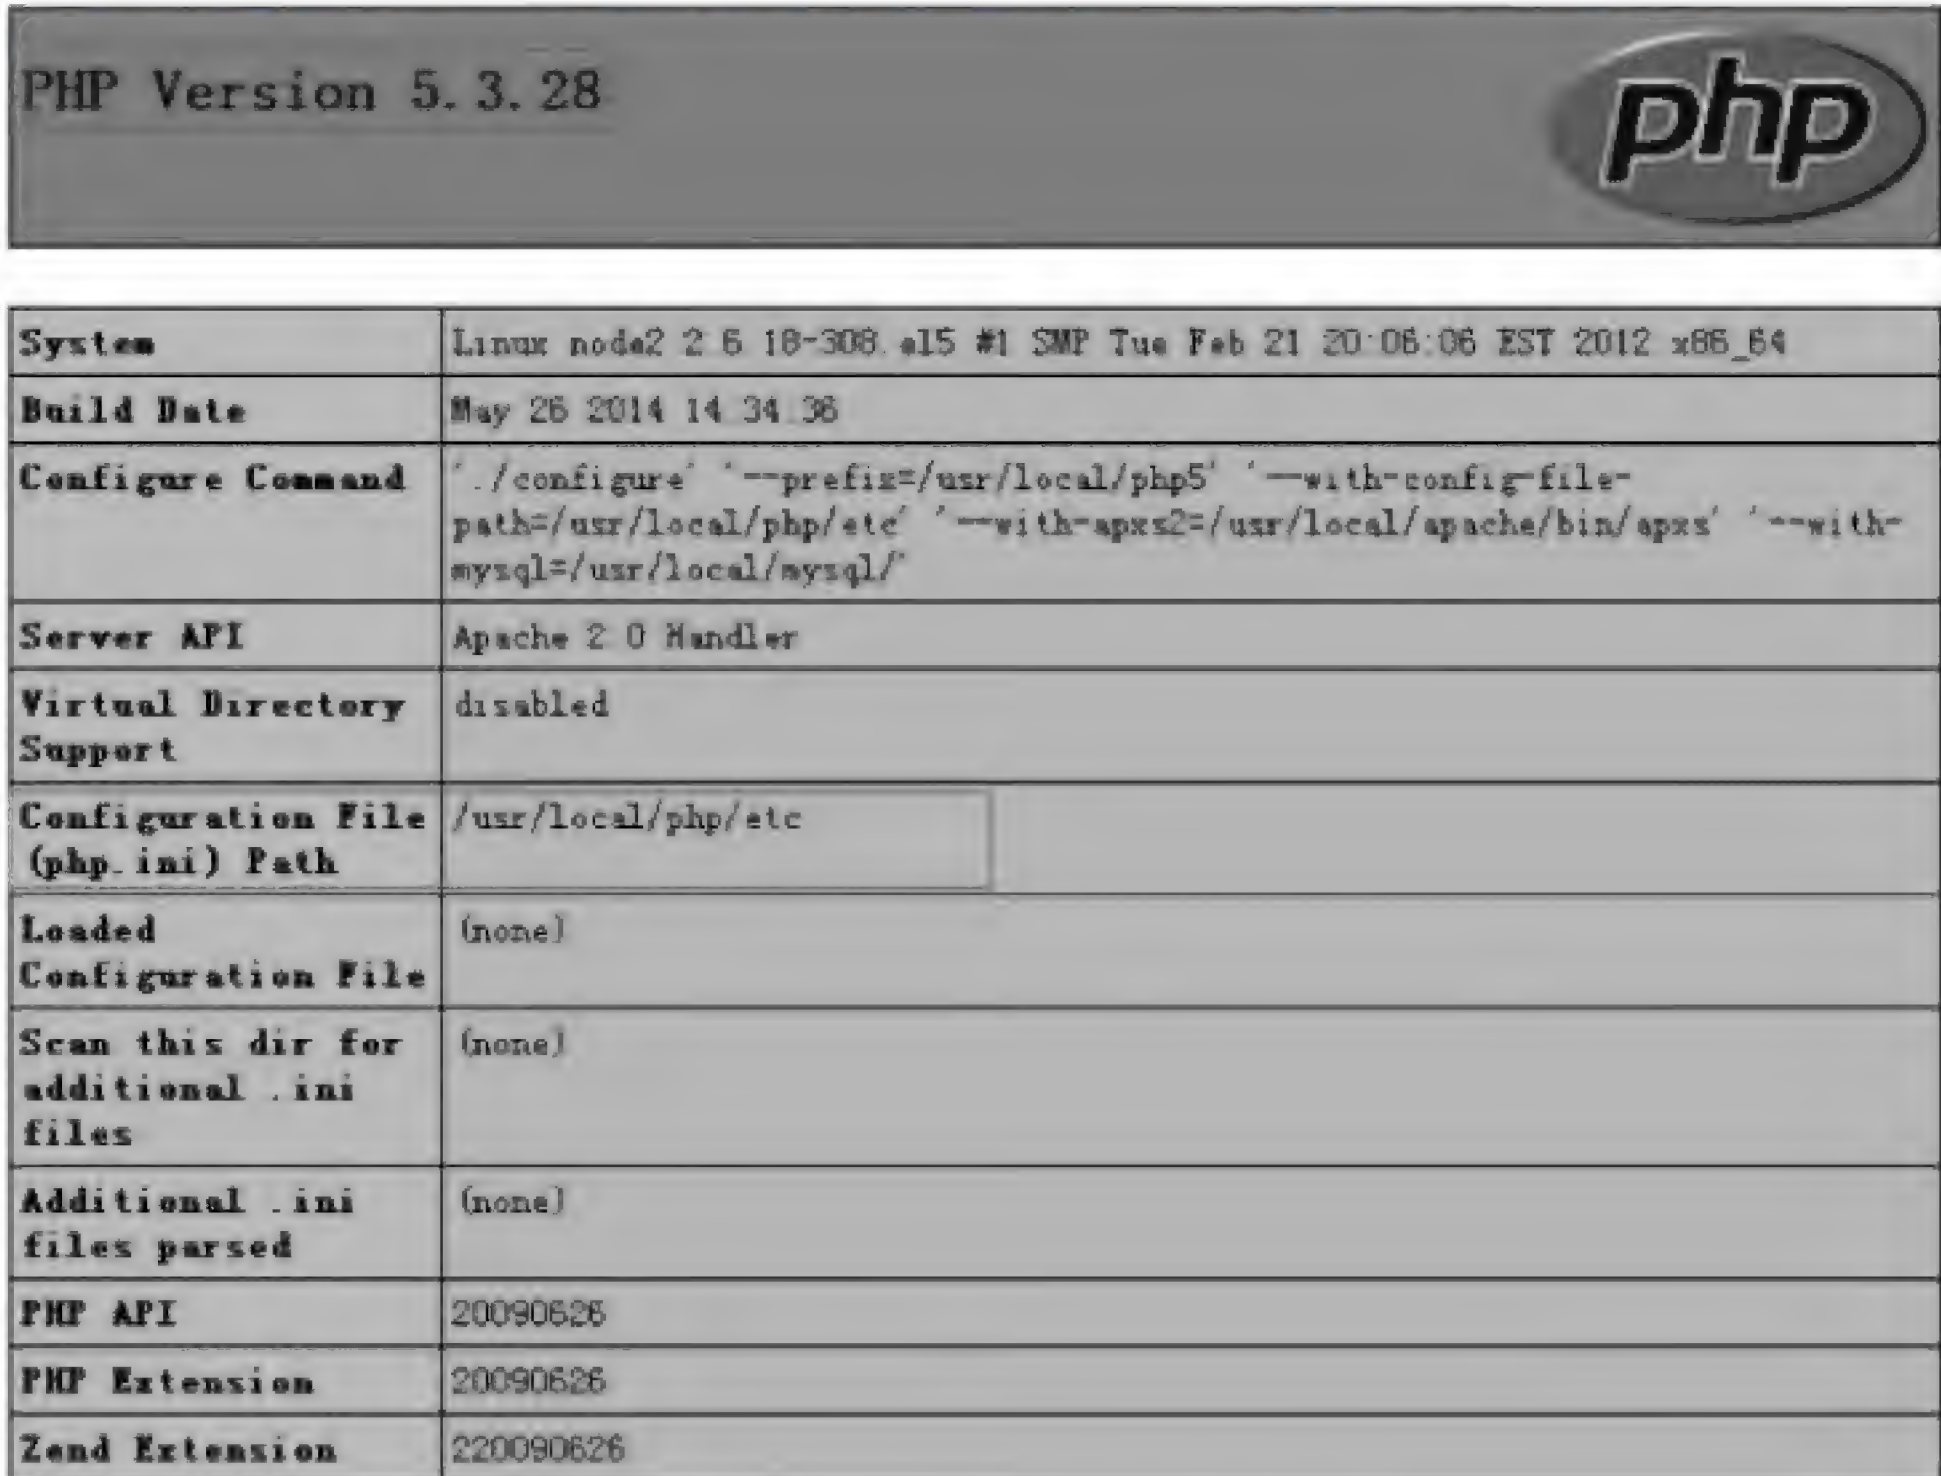 PHP Version 5.3.28
php
System Linux node2 2.6.18-308.el5 #1 SMP Tue Feb 21 20:06:06 EST 2012 x86_64
Build Date May 26 2014 14:34:36
Configure Command './configure' '--prefix=/usr/local/php5' '--with-config-file-
path=/usr/local/php/etc' '--with-apxs2=/usr/local/apache/bin/apxs' '--with-
mysql=/usr/local/mysql/'
Server API Apache 2.0 Handler
Virtual Directory disabled
Support
Configuration File /usr/local/php/etc
(php.ini) Path
Loaded (none)
Configuration File
Scan this dir for (none)
additional .ini
files
Additional .ini (none)
files parsed
PHP API 20090626
PHP Extension 20090626
Zend Extension 220090626